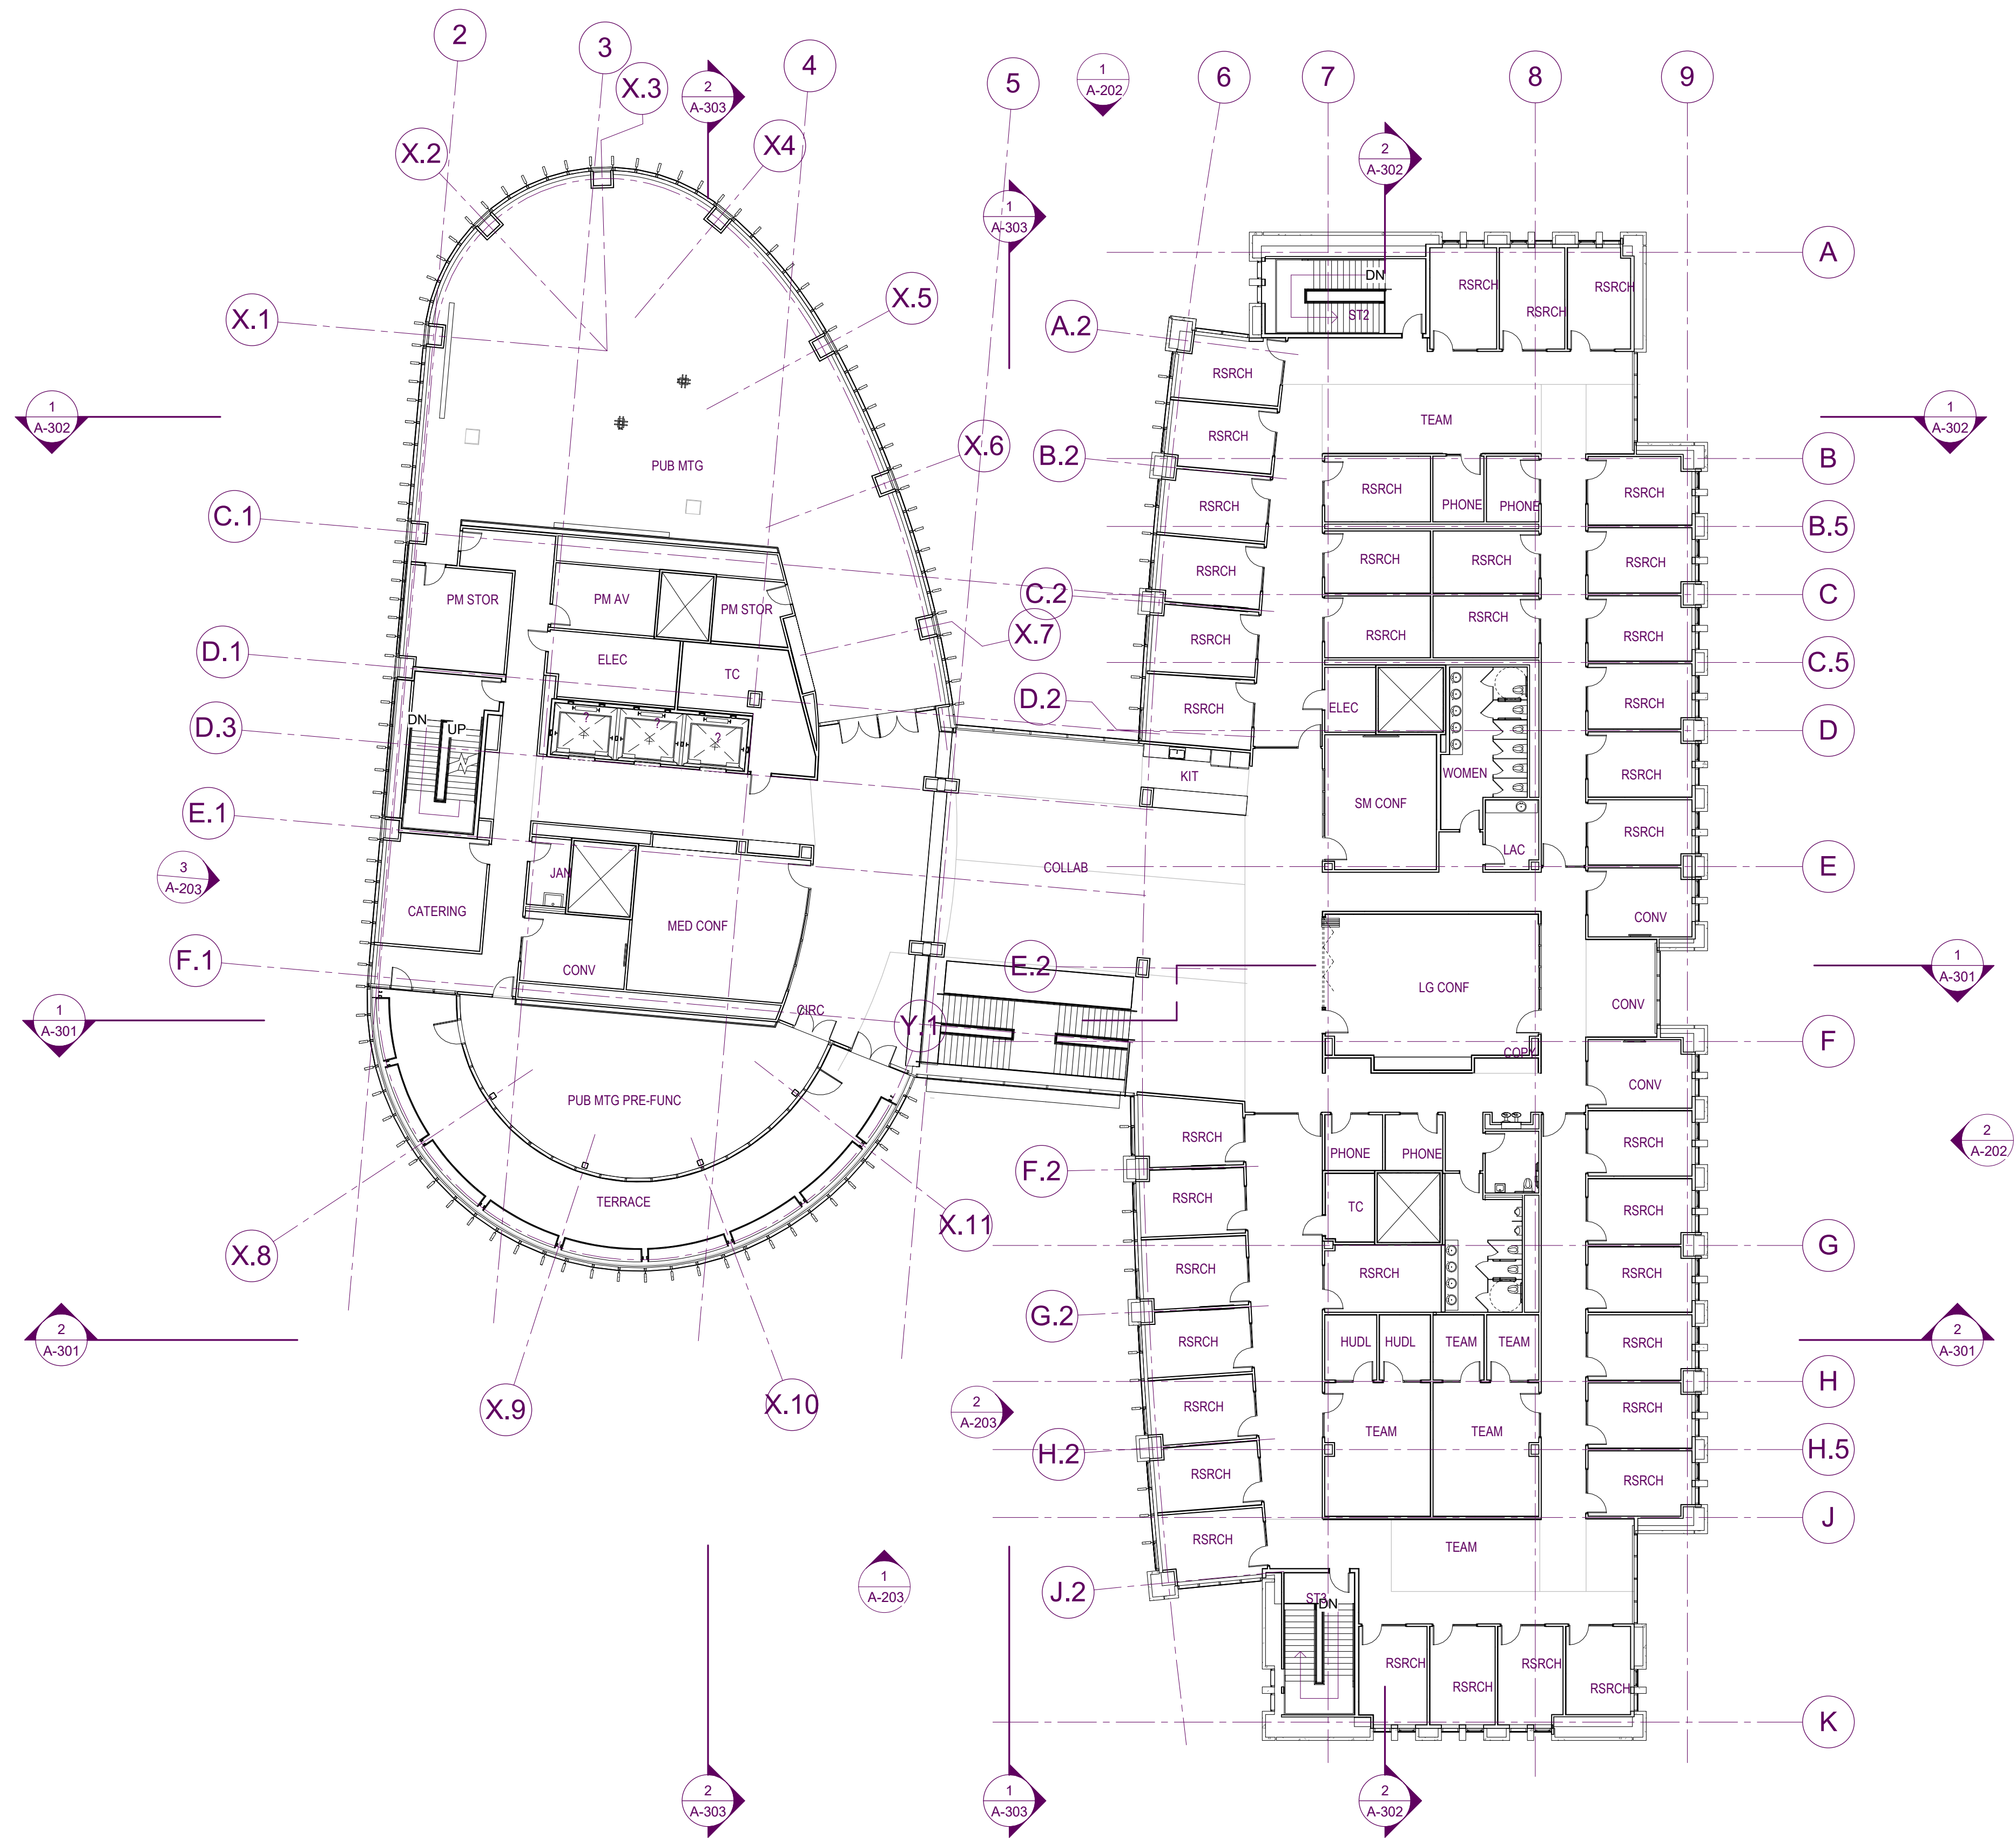 2
3
4
5
6
7
8
9
X.3
2
A-303
1
A-202
X.2
X4
2
A-302
1
A-303
A
DN
ST2
RSRCH
RSRCH
RSRCH
X.1
X.5
A.2
RSRCH
1
A-302
1
A-302
TEAM
X.6
B.2
RSRCH
B
PUB MTG
RSRCH
PHONE
PHONE
RSRCH
C.1
RSRCH
B.5
RSRCH
RSRCH
RSRCH
RSRCH
PM STOR
PM AV
PM STOR
C.2
C
X.7
RSRCH
RSRCH
RSRCH
RSRCH
D.1
ELEC
TC
C.5
D.2
RSRCH
ELEC
RSRCH
D.3
DN
UP
?
?
?
D
KIT
WOMEN
RSRCH
SM CONF
E.1
RSRCH
LAC
3
A-203
JAN
COLLAB
E
CATERING
MED CONF
CONV
F.1
CONV
E.2
LG CONF
CONV
1
A-301
1
A-301
CIRC
Y.1
COPY
F
PUB MTG PRE-FUNC
CONV
RSRCH
PHONE
PHONE
RSRCH
2
A-202
F.2
TERRACE
RSRCH
TC
RSRCH
X.11
X.8
RSRCH
RSRCH
RSRCH
G
G.2
2
A-301
RSRCH
HUDL
HUDL
TEAM
TEAM
RSRCH
2
A-301
X.9
X.10
2
A-203
RSRCH
RSRCH
H
TEAM
TEAM
H.2
RSRCH
RSRCH
H.5
RSRCH
TEAM
J
1
A-203
J.2
ST3
DN
RSRCH
RSRCH
RSRCH
RSRCH
K
2
A-303
1
A-303
2
A-302